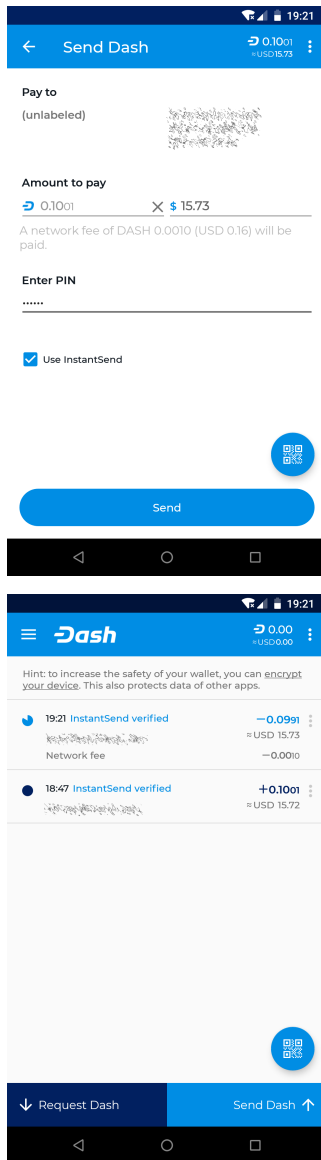 19:21
Send Dash
0.1001
≈USD15.73
Pay to
(unlabeled)
Amount to pay
0.1001 $ 15.73
A network fee of DASH 0.0010 (USD 0.16) will be
paid.
Enter PIN
......
Use InstantSend
Send
19:21
Dash
0.00
≈USD0.00
Hint: to increase the safety of your wallet, you can encrypt
your device. This also protects data of other apps.
19:21 InstantSend verified −0.0991
≈USD 15.73
Network fee −0.0010
18:47 InstantSend verified +0.1001
≈USD 15.72
Request Dash Send Dash